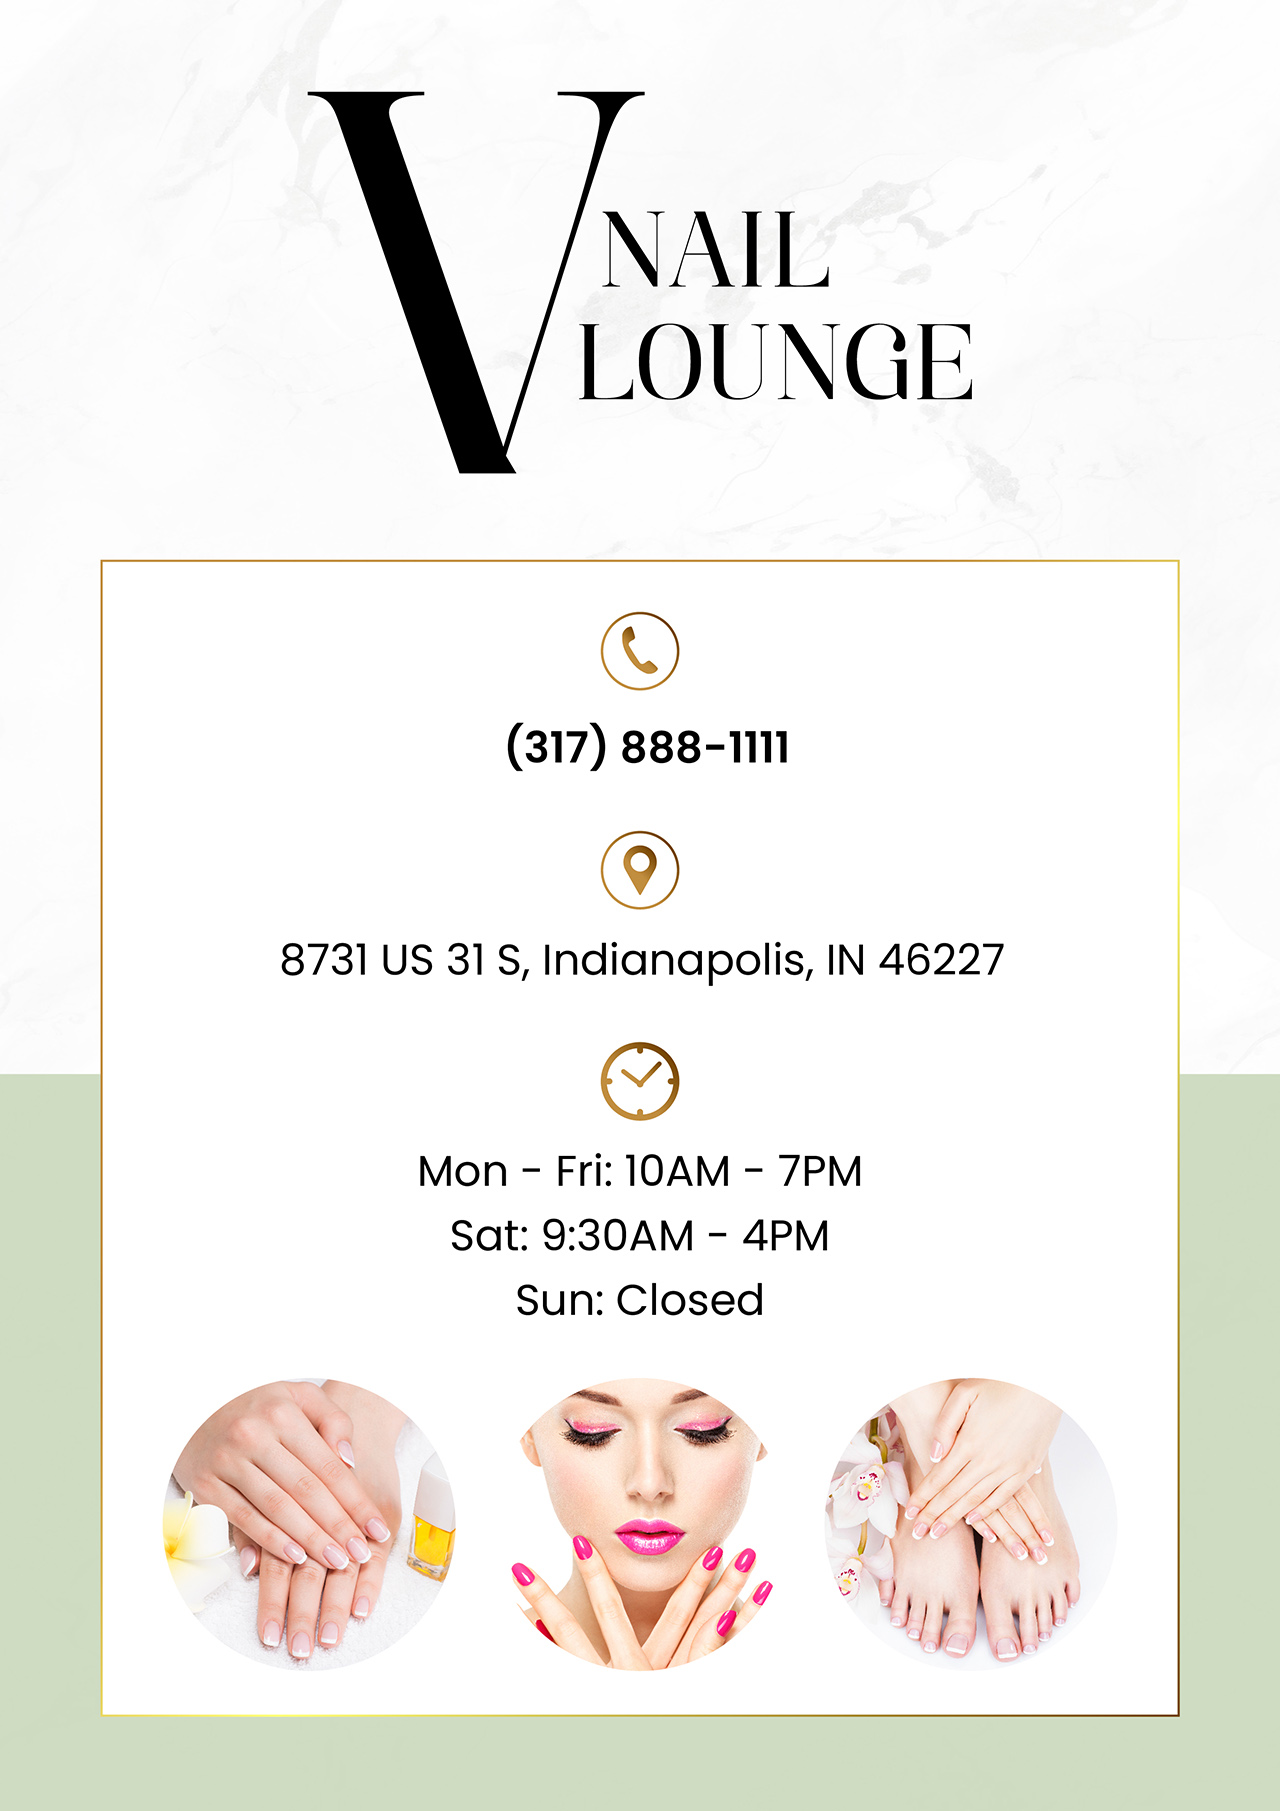 V NAIL
LOUNGE
(317) 888-1111
8731 US 31 S, Indianapolis, IN 46227
Mon - Fri: 10AM - 7PM
Sat: 9:30AM - 4PM
Sun: Closed